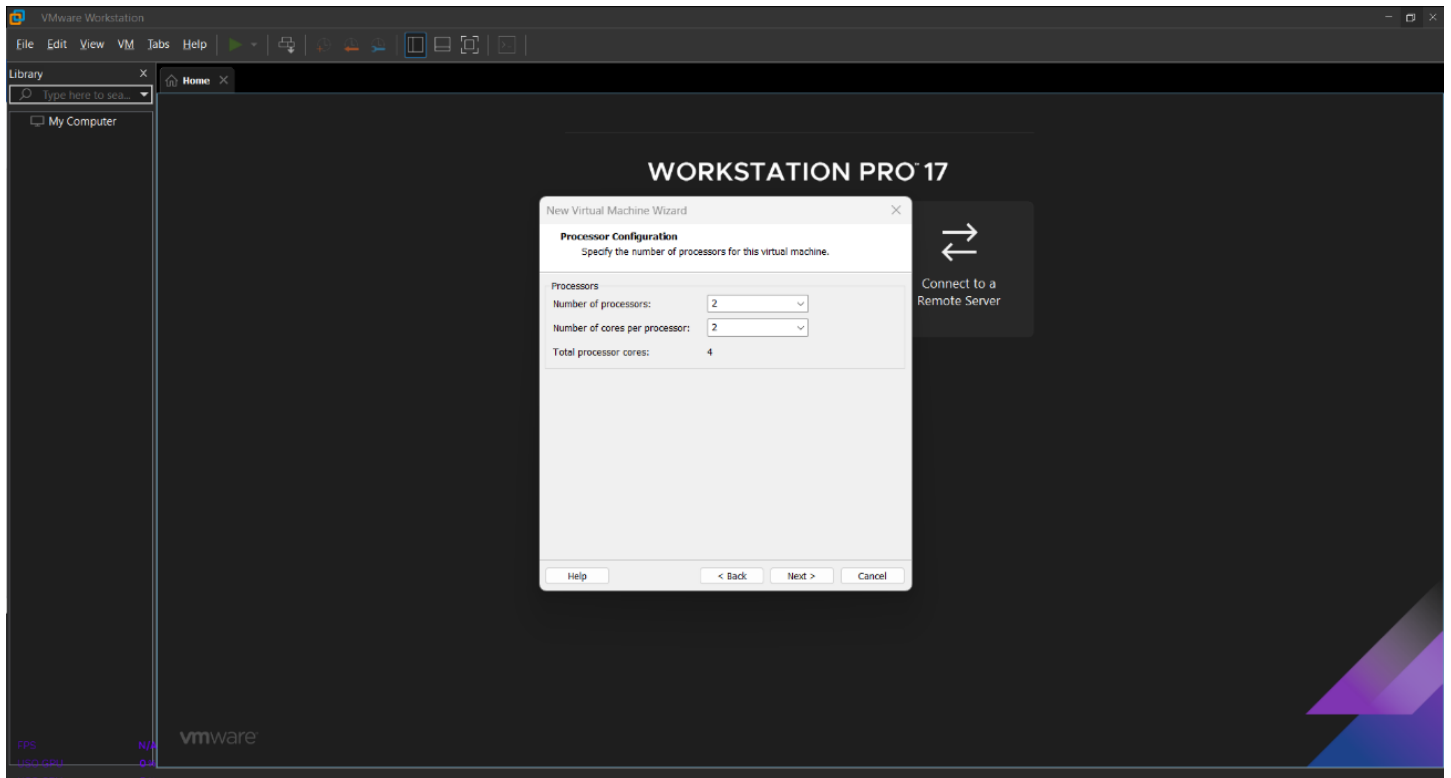 VMware Workstation
File Edit View VM Tabs Help
Library X
Home
Type here to sea...
My Computer
WORKSTATION PRO™ 17
New Virtual Machine Wizard
Processor Configuration
Specify the number of processors for this virtual machine.
Connect to a
Remote Server
Processors
Number of processors: 2
Number of cores per processor: 2
Total processor cores: 4
Help < Back Next > Cancel
vmware
FPS N/A